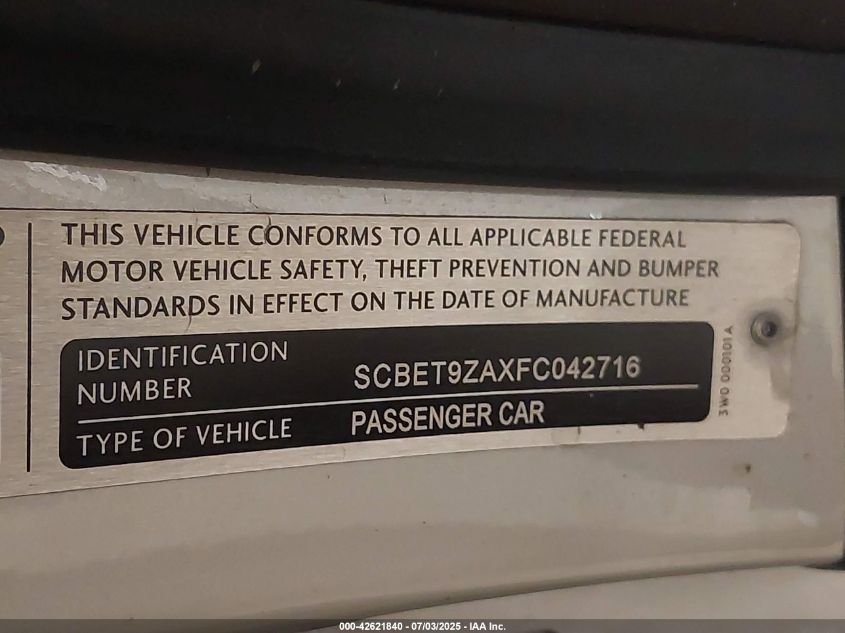 THIS VEHICLE CONFORMS TO ALL APPLICABLE FEDERAL
MOTOR VEHICLE SAFETY, THEFT PREVENTION AND BUMPER
STANDARDS IN EFFECT ON THE DATE OF MANUFACTURE
IDENTIFICATION
NUMBER SCBET9ZAXFC042716
TYPE OF VEHICLE PASSENGER CAR
3W0 000101A
000-42621840 - 07/03/2025 - IAA Inc.